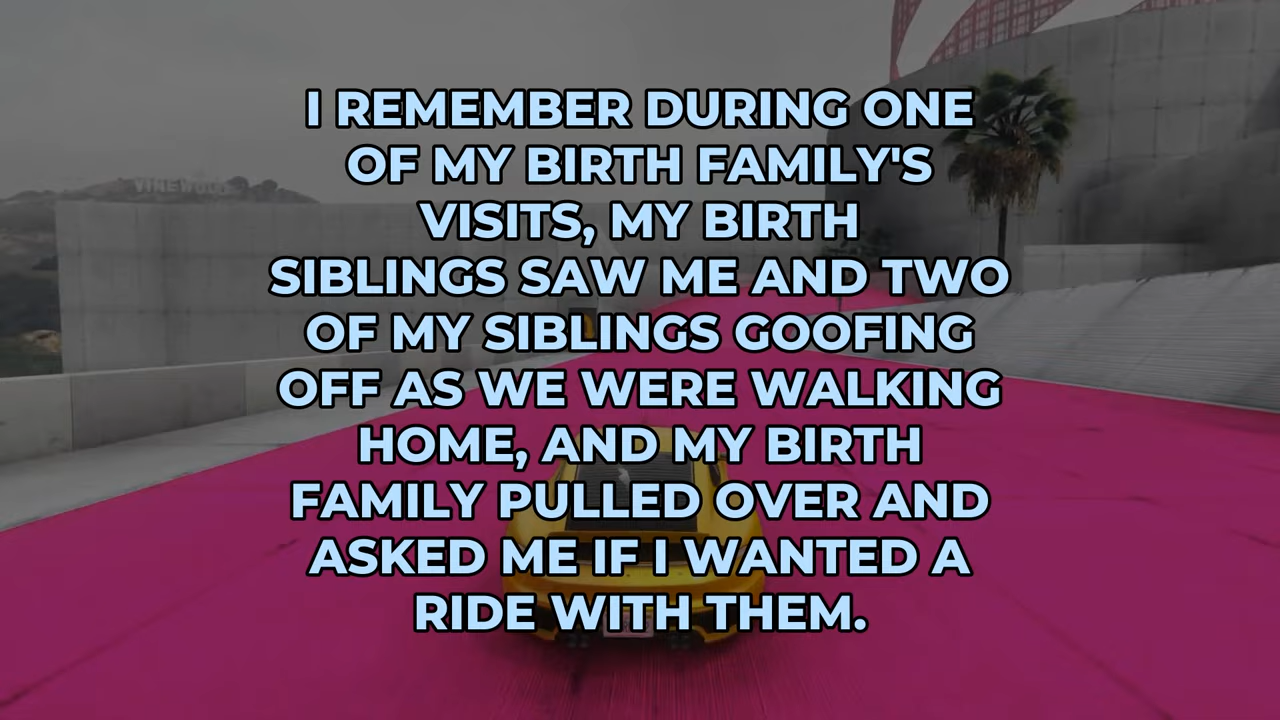 I REMEMBER DURING ONE
OF MY BIRTH FAMILY'S
VISITS, MY BIRTH
SIBLINGS SAW ME AND TWO
OF MY SIBLINGS GOOFING
OFF AS WE WERE WALKING
HOME, AND MY BIRTH
FAMILY PULLED OVER AND
ASKED ME IF I WANTED A
RIDE WITH THEM.
VINEWOOD